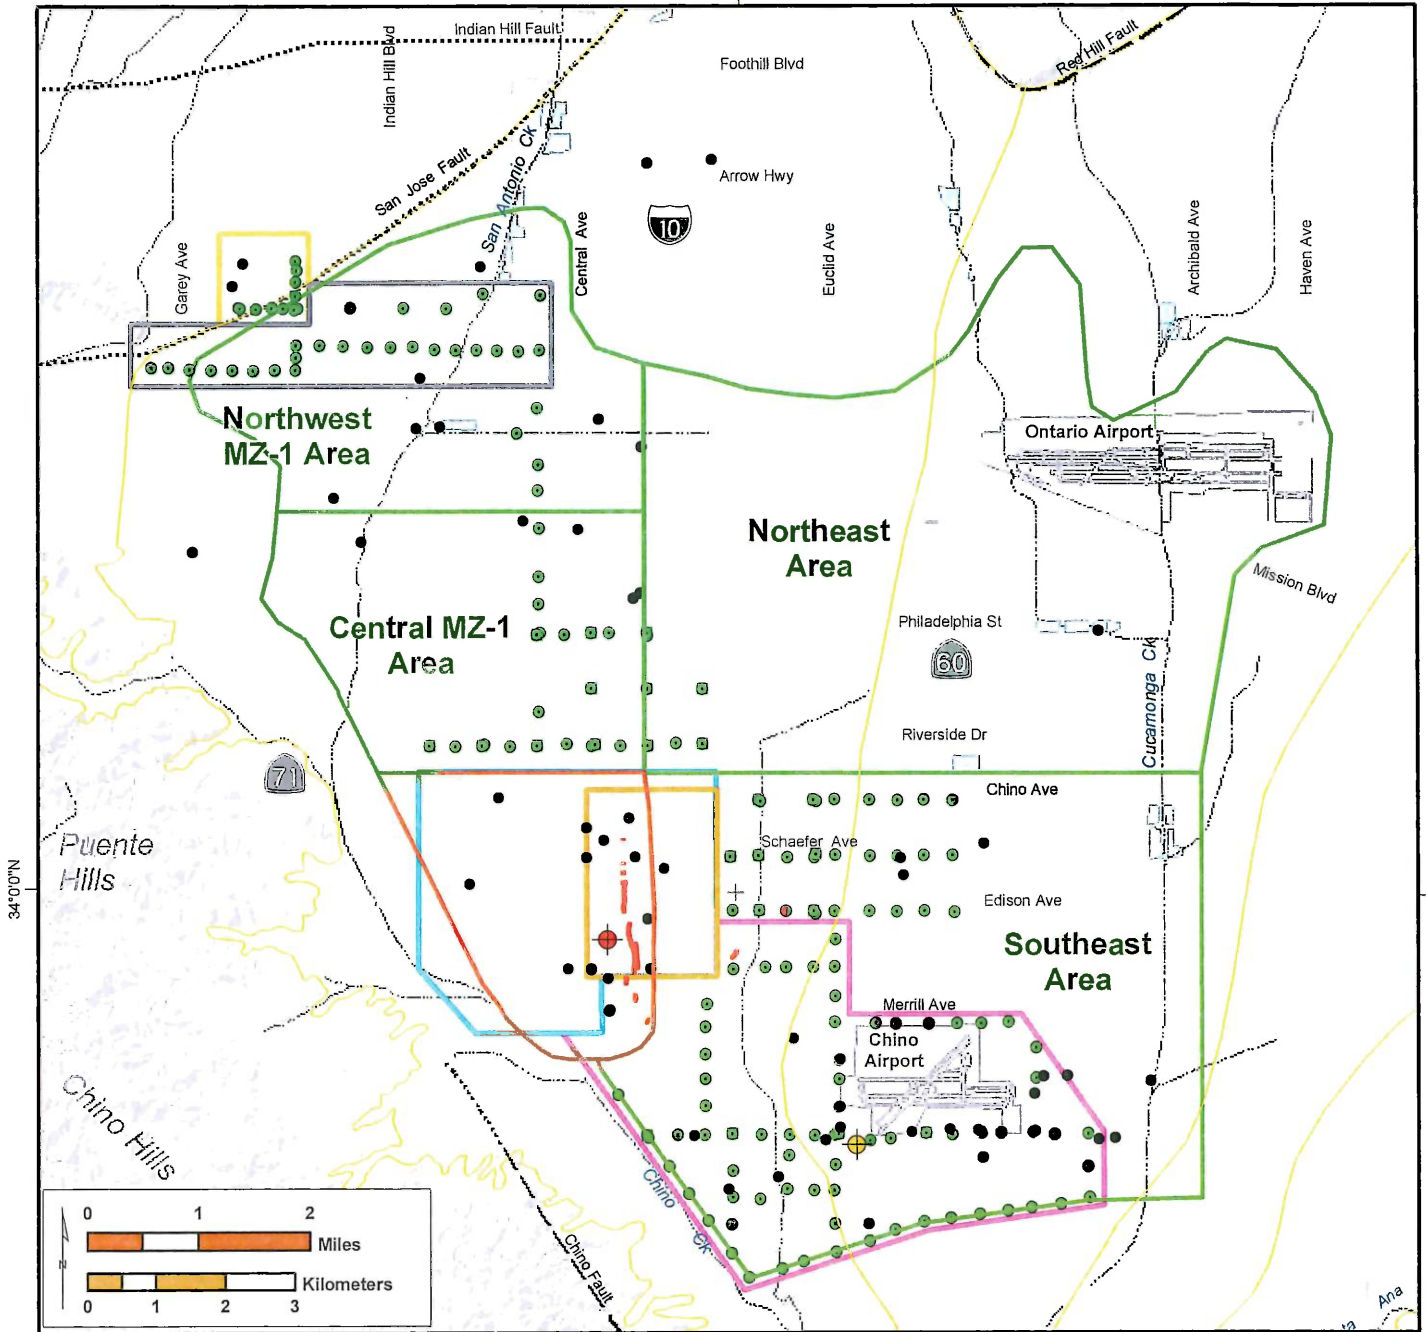 Indian Hill Fault
Indian Hill Blvd
Foothill Blvd
Red Hill Fault
San Jose Fault
San Antonio Ck
Arrow Hwy
10
Garey Ave
Central Ave
Euclid Ave
Archibald Ave
Haven Ave
Northwest
MZ-1 Area
Ontario Airport
Northeast
Area
Mission Blvd
Central MZ-1
Area
Philadelphia St
60
Cucamonga Ck
Riverside Dr
71
Chino Ave
Puente
Hills
Schaefer Ave
34°0'0"N
Edison Ave
Southeast
Area
Merrill Ave
Chino
Airport
Chino Hills
Chino
Ck
Chino Fault
0 1 2
Miles
N
Kilometers
0 1 2 3
Ana